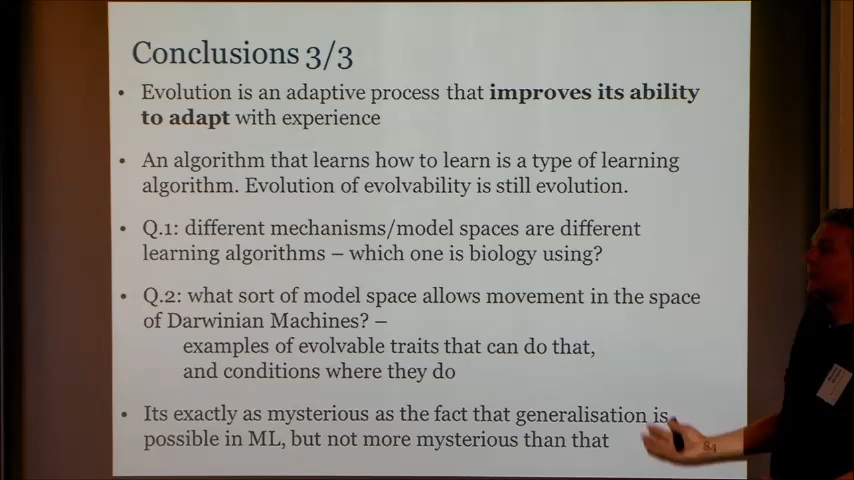 Conclusions 3/3
• Evolution is an adaptive process that improves its ability
to adapt with experience
• An algorithm that learns how to learn is a type of learning
algorithm. Evolution of evolvability is still evolution.
• Q.1: different mechanisms/model spaces are different
learning algorithms – which one is biology using?
• Q.2: what sort of model space allows movement in the space
of Darwinian Machines? –
examples of evolvable traits that can do that,
and conditions where they do
• Its exactly as mysterious as the fact that generalisation is
possible in ML, but not more mysterious than that
84